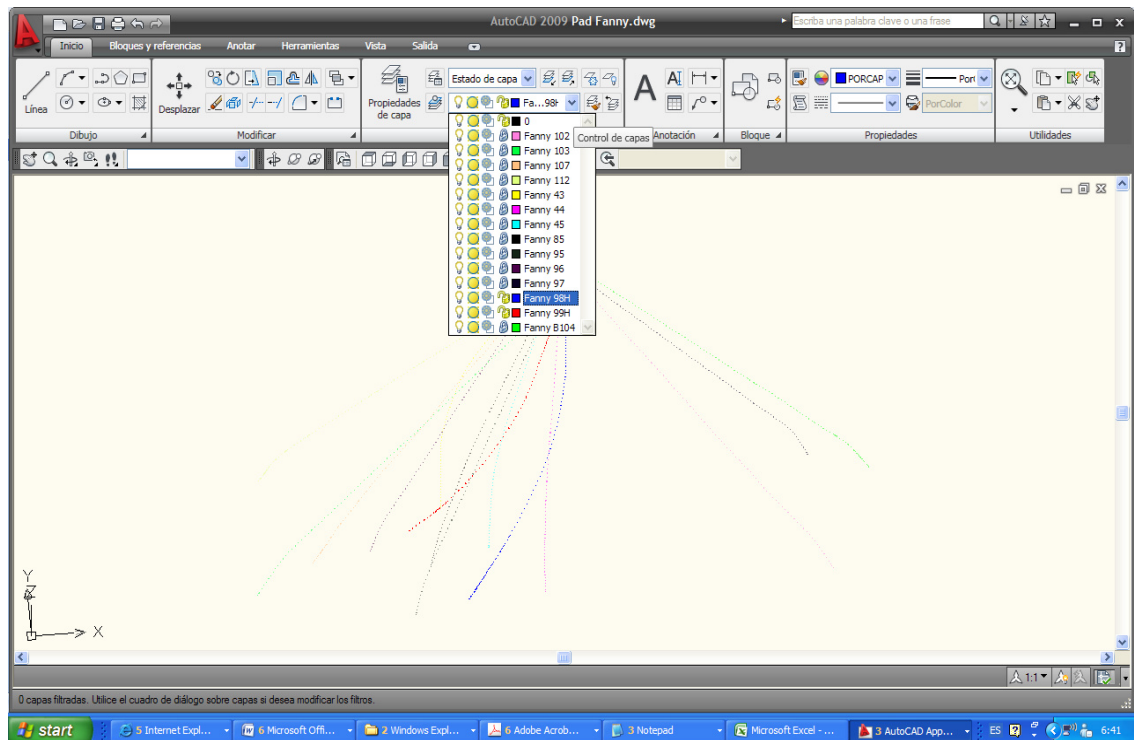 AutoCAD 2009 Pad Fanny.dwg
Escriba una palabra clave o una frase
Inicio Bloques y referencias Anotar Herramientas Vista Salida
Línea
Desplazar
Propiedades de capa
Estado de capa
Fa...98H
A
PORCAP
PorColor
Dibujo Modificar Anotación Bloque Propiedades Utilidades
0
Fanny 102
Control de capas
Fanny 103
Fanny 107
Fanny 112
Fanny 43
Fanny 44
Fanny 45
Fanny 85
Fanny 95
Fanny 96
Fanny 97
Fanny 98H
Fanny 99H
Fanny B104
Y
Z
X
1:1
0 capas filtradas. Utilice el cuadro de diálogo sobre capas si desea modificar los filtros.
start 5 Internet Expl... 6 Microsoft Offi... 2 Windows Expl... 6 Adobe Acrob... 3 Notepad Microsoft Excel - ... 3 AutoCAD App... ES 6:41